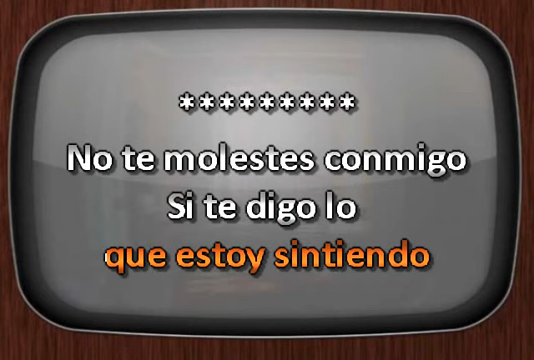 *********
No te molestes conmigo
Si te digo lo
que estoy sintiendo